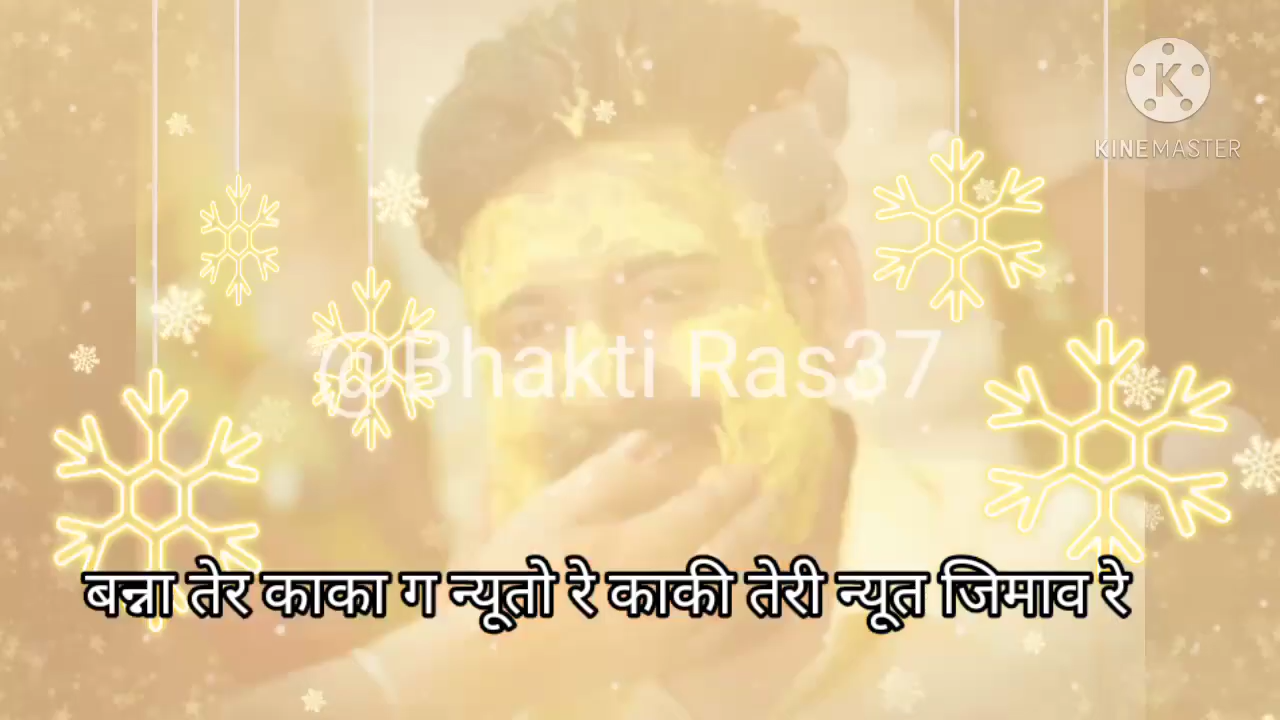 K
KINEMASTER
@Bhakti Ras37
बन्ना तेर काका ग न्यूतो रे काकी तेरी न्यूत जिमाव रे